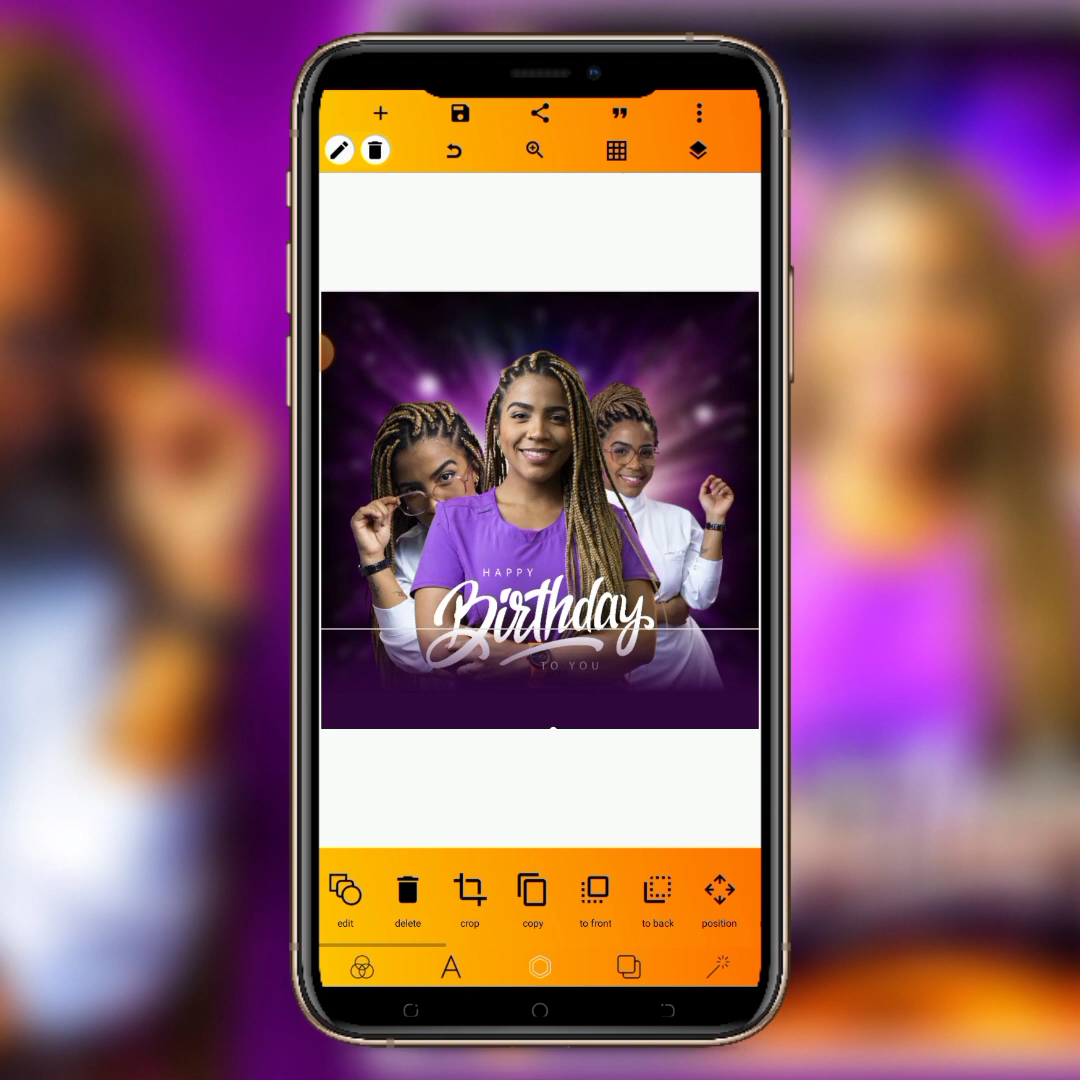 HAPPY
Birthday
TO YOU
edit
delete
crop
copy
to front
to back
position